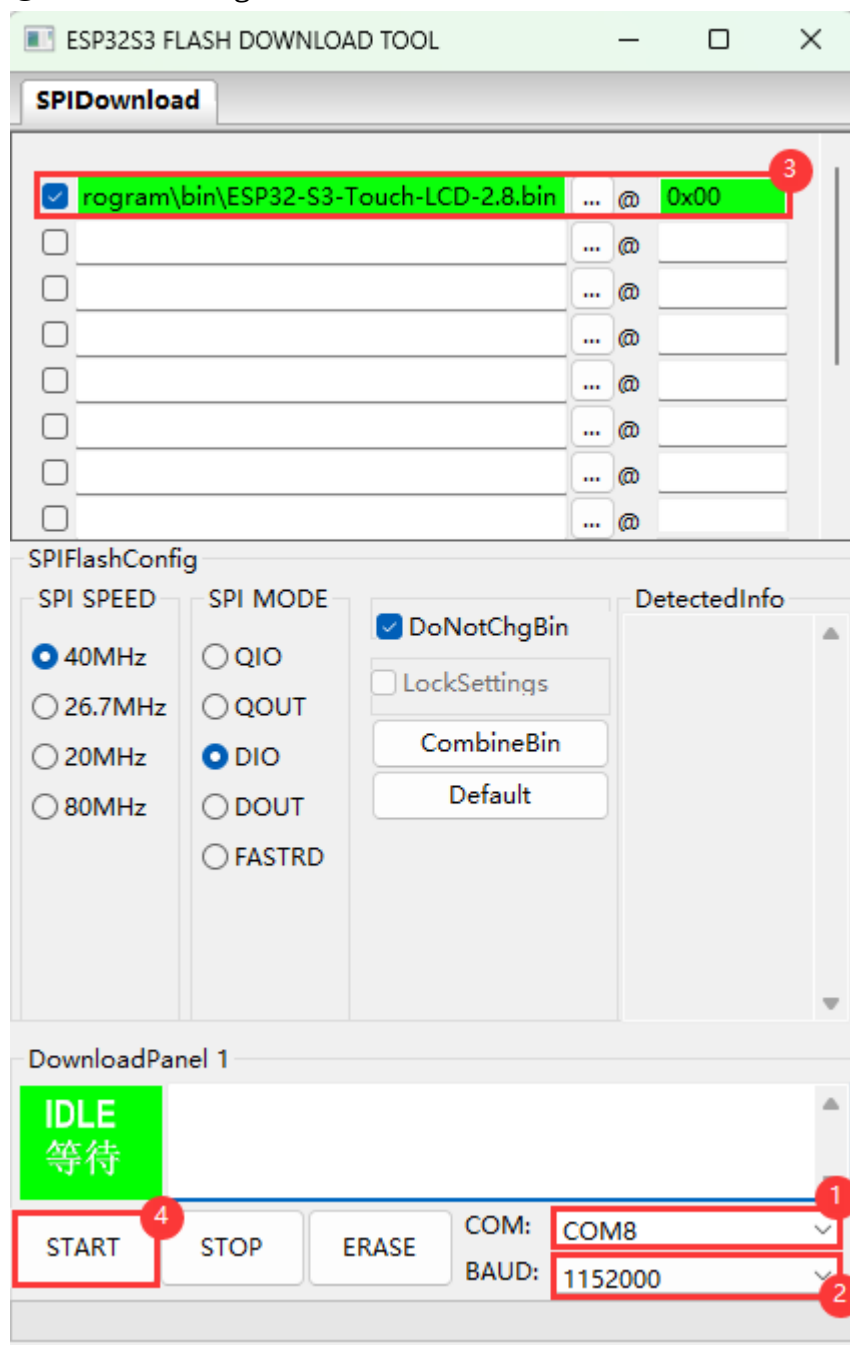 ESP32S3 FLASH DOWNLOAD TOOL
SPIDownload
3
rogram\bin\ESP32-S3-Touch-LCD-2.8.bin ... @ 0x00
... @
... @
... @
... @
... @
... @
... @
SPIFlashConfig
SPI SPEED
40MHz
26.7MHz
20MHz
80MHz
SPI MODE
QIO
QOUT
DIO
DOUT
FASTRD
DoNotChgBin
LockSettings
CombineBin
Default
DetectedInfo
DownloadPanel 1
IDLE
等待
4
START STOP ERASE
1
COM: COM8
BAUD: 1152000
2